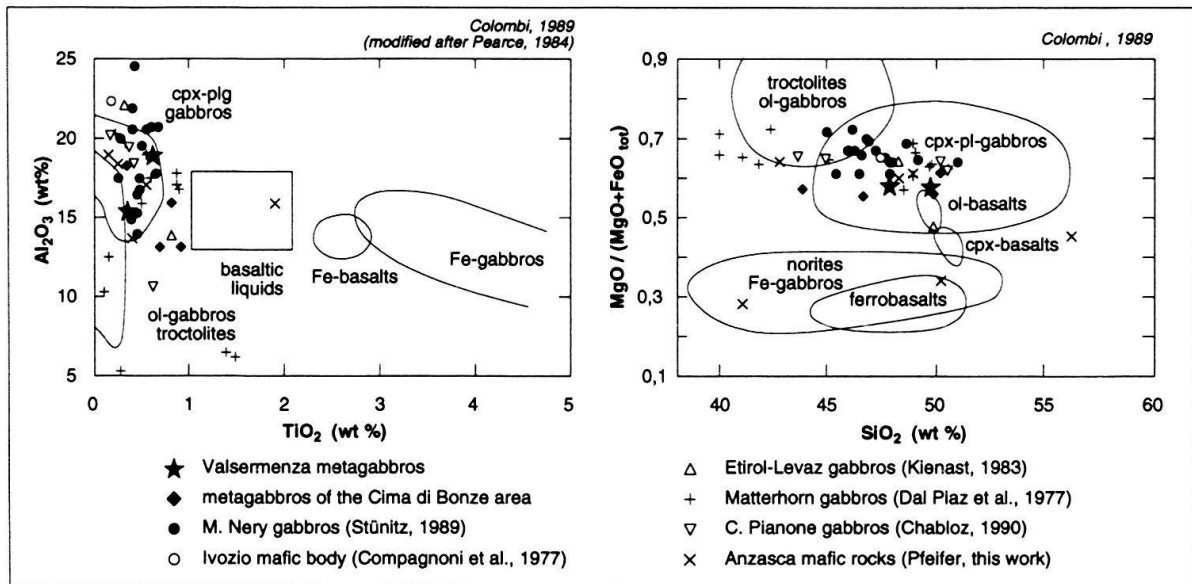 Colombi, 1989
(modified after Pearce, 1984)
25
20
15
10
5
Al2O3 (wt%)
cpx-plg
gabbros
basaltic
liquids
Fe-basalts
Fe-gabbros
ol-gabbros
troctolites
0
1
2
3
4
5
TiO2 (wt %)
Colombi , 1989
0,9
0,7
0,5
0,3
0,1
MgO / (MgO+FeOtot)
troctolites
ol-gabbros
cpx-pl-gabbros
ol-basalts
cpx-basalts
norites
Fe-gabbros
ferrobasalts
40
45
50
55
60
SiO2 (wt %)
Valsermenza metagabbros
metagabbros of the Cima di Bonze area
M. Nery gabbros (Stünitz, 1989)
Ivozio mafic body (Compagnoni et al., 1977)
Etirol-Levaz gabbros (Kienast, 1983)
Matterhorn gabbros (Dal Piaz et al., 1977)
C. Pianone gabbros (Chabloz, 1990)
Anzasca mafic rocks (Pfeifer, this work)